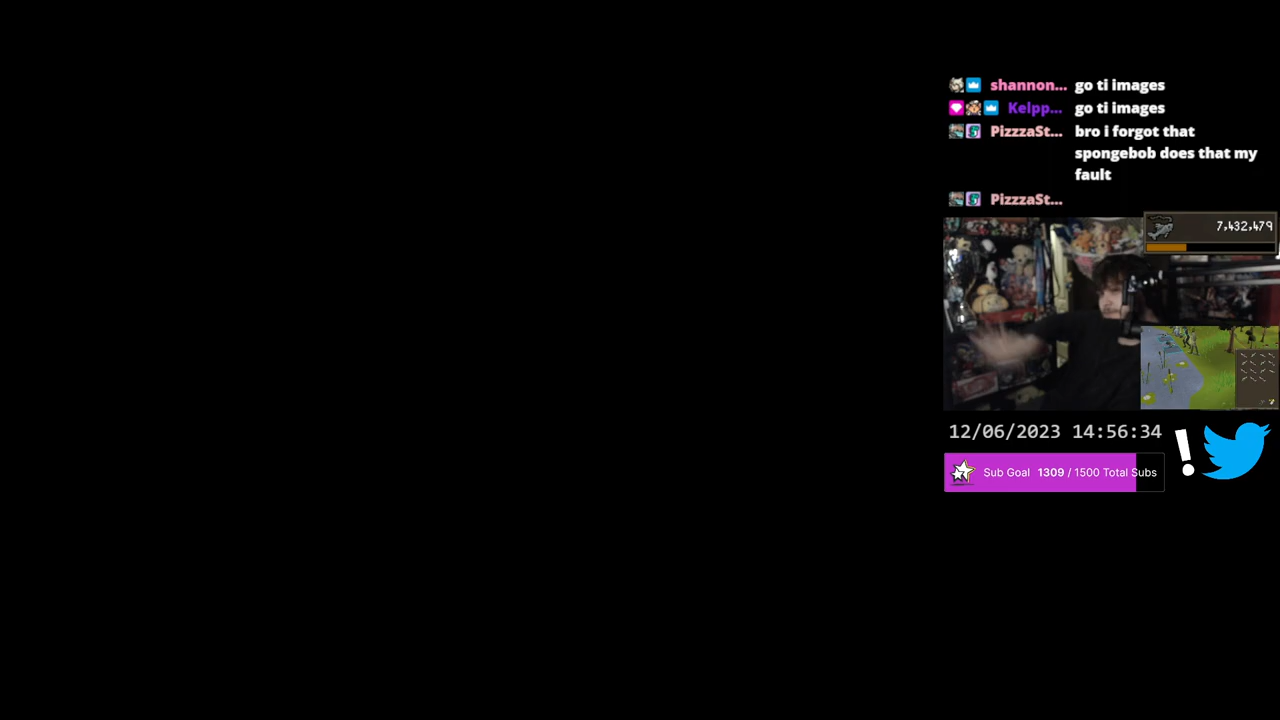 shannon... go ti images
Kelpp... go ti images
PizzzaSt... bro i forgot that
spongebob does that my
fault
PizzzaSt...
7,432,479
12/06/2023 14:56:34
!
Sub Goal 1309 / 1500 Total Subs